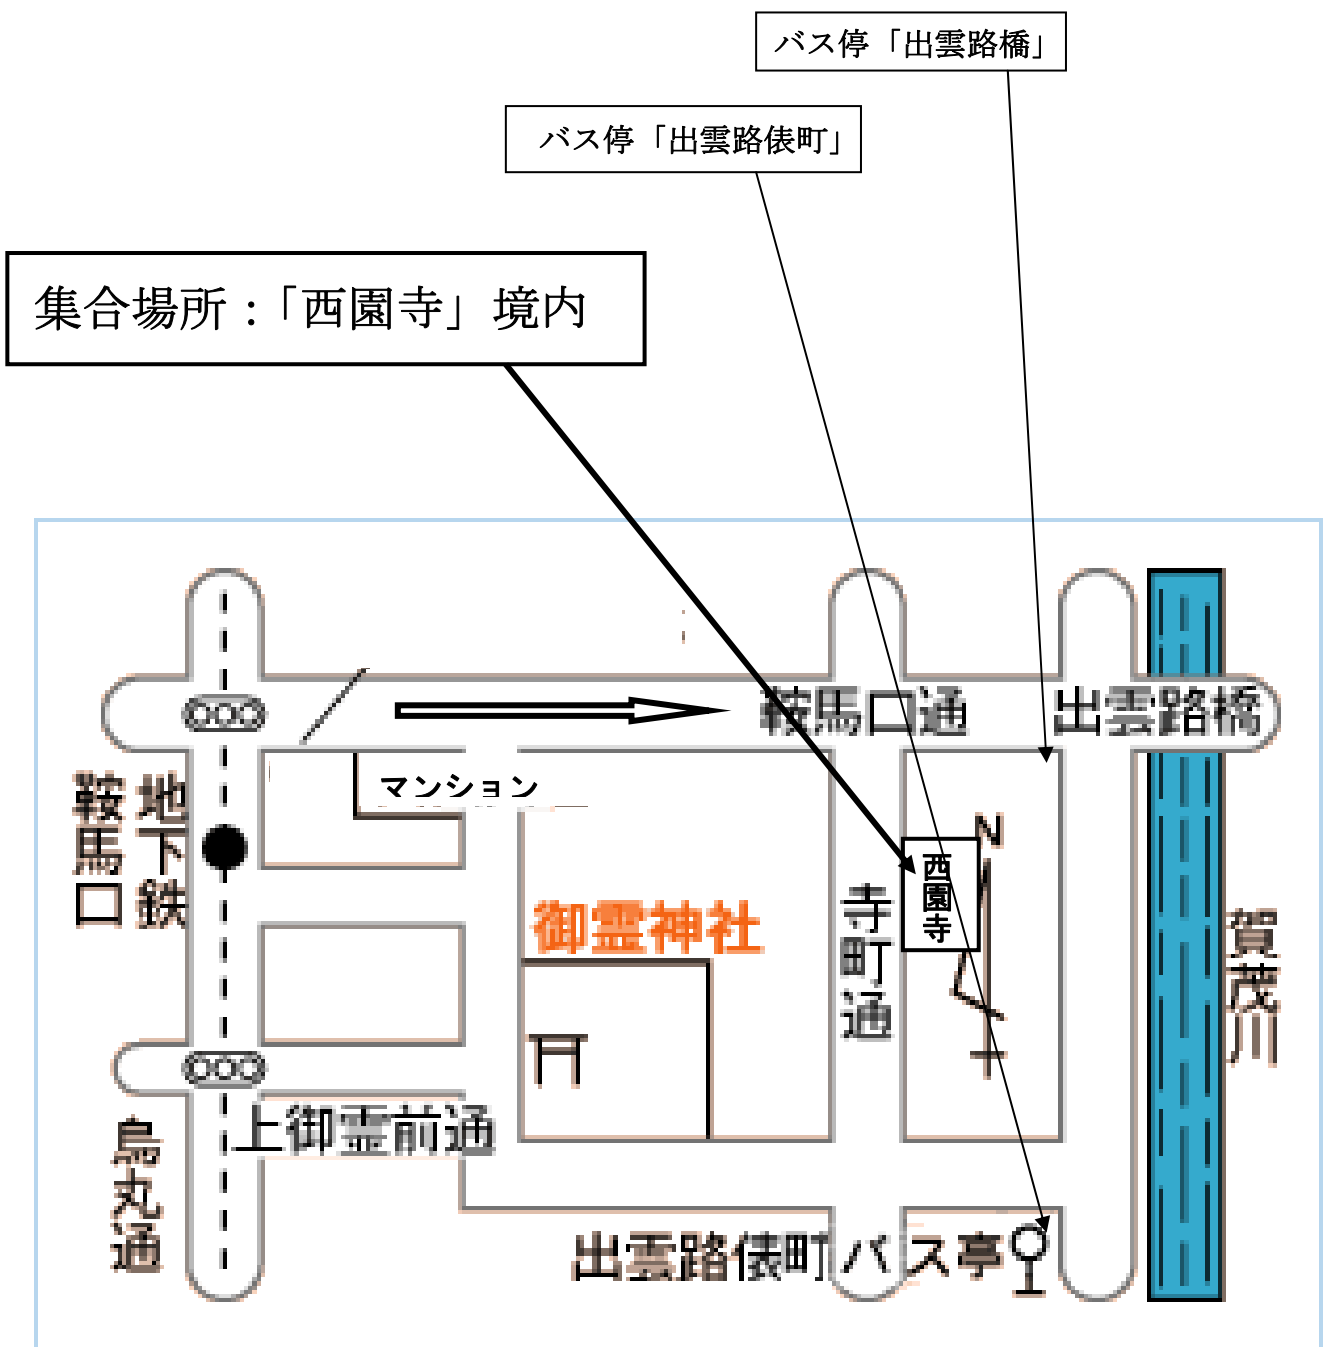 バス停「出雲路橋」
バス停「出雲路俵町」
集合場所:「西園寺」境内
鞍馬口通
出雲路橋
マンション
地下鉄
鞍馬口
N
西園寺
御霊神社
寺町通
賀茂川
上御霊前通
烏丸通
出雲路俵町バス亭